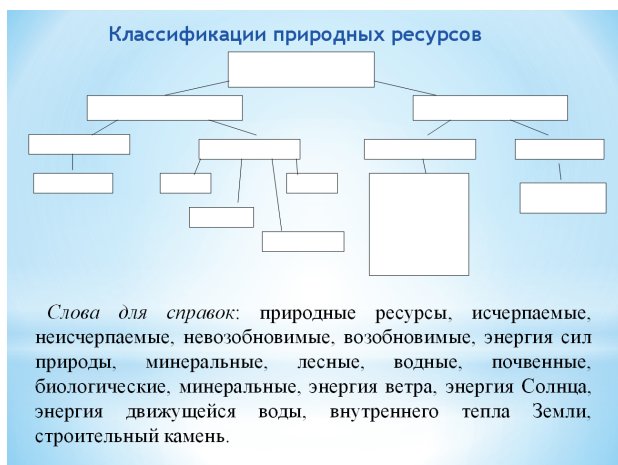 Классификации природных ресурсов
Слова для справок: природные ресурсы, исчерпаемые,
неисчерпаемые, невозобновимые, возобновимые, энергия сил
природы, минеральные, лесные, водные, почвенные,
биологические, минеральные, энергия ветра, энергия Солнца,
энергия движущейся воды, внутреннего тепла Земли,
строительный камень.